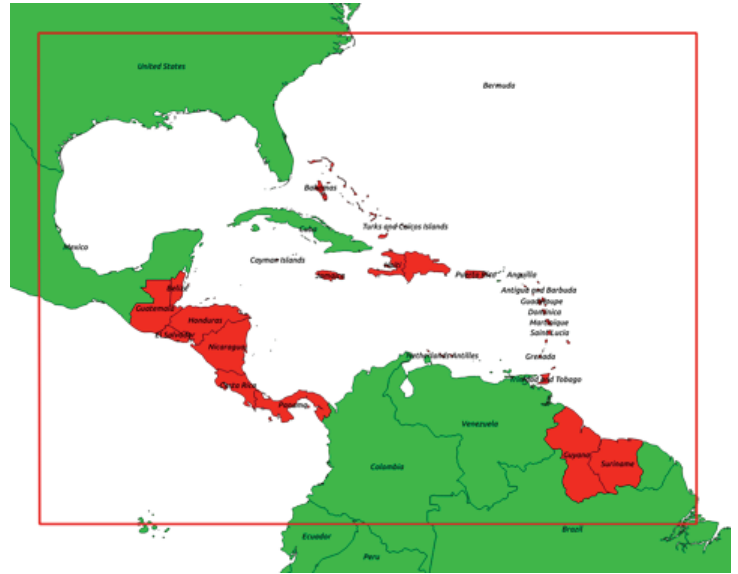 United States
Bermuda
Bahamas
Turks and Caicos Islands
Cuba
Mexico
Cayman Islands
Haiti
Jamaica
Puerto Rico
Anguilla
Belize
Antigue and Barbuda
Guatemala
Guadeloupe
Dominica
Honduras
Martinique
El Salvador
Saint Lucia
Nicaragua
Netherlands Antilles
Grenada
Trinidad and Tobago
Costa Rica
Panama
Venezuela
Guyana
Suriname
Colombia
Brazil
Ecuador
Peru